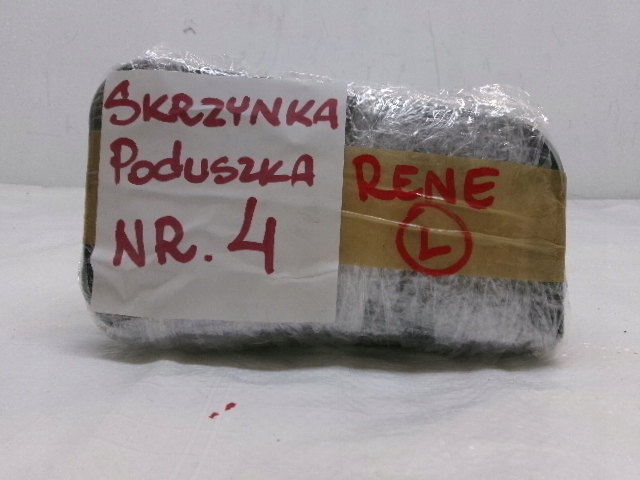 SKRZYNKA
PODUSZKA
NR. 4
RENE
L